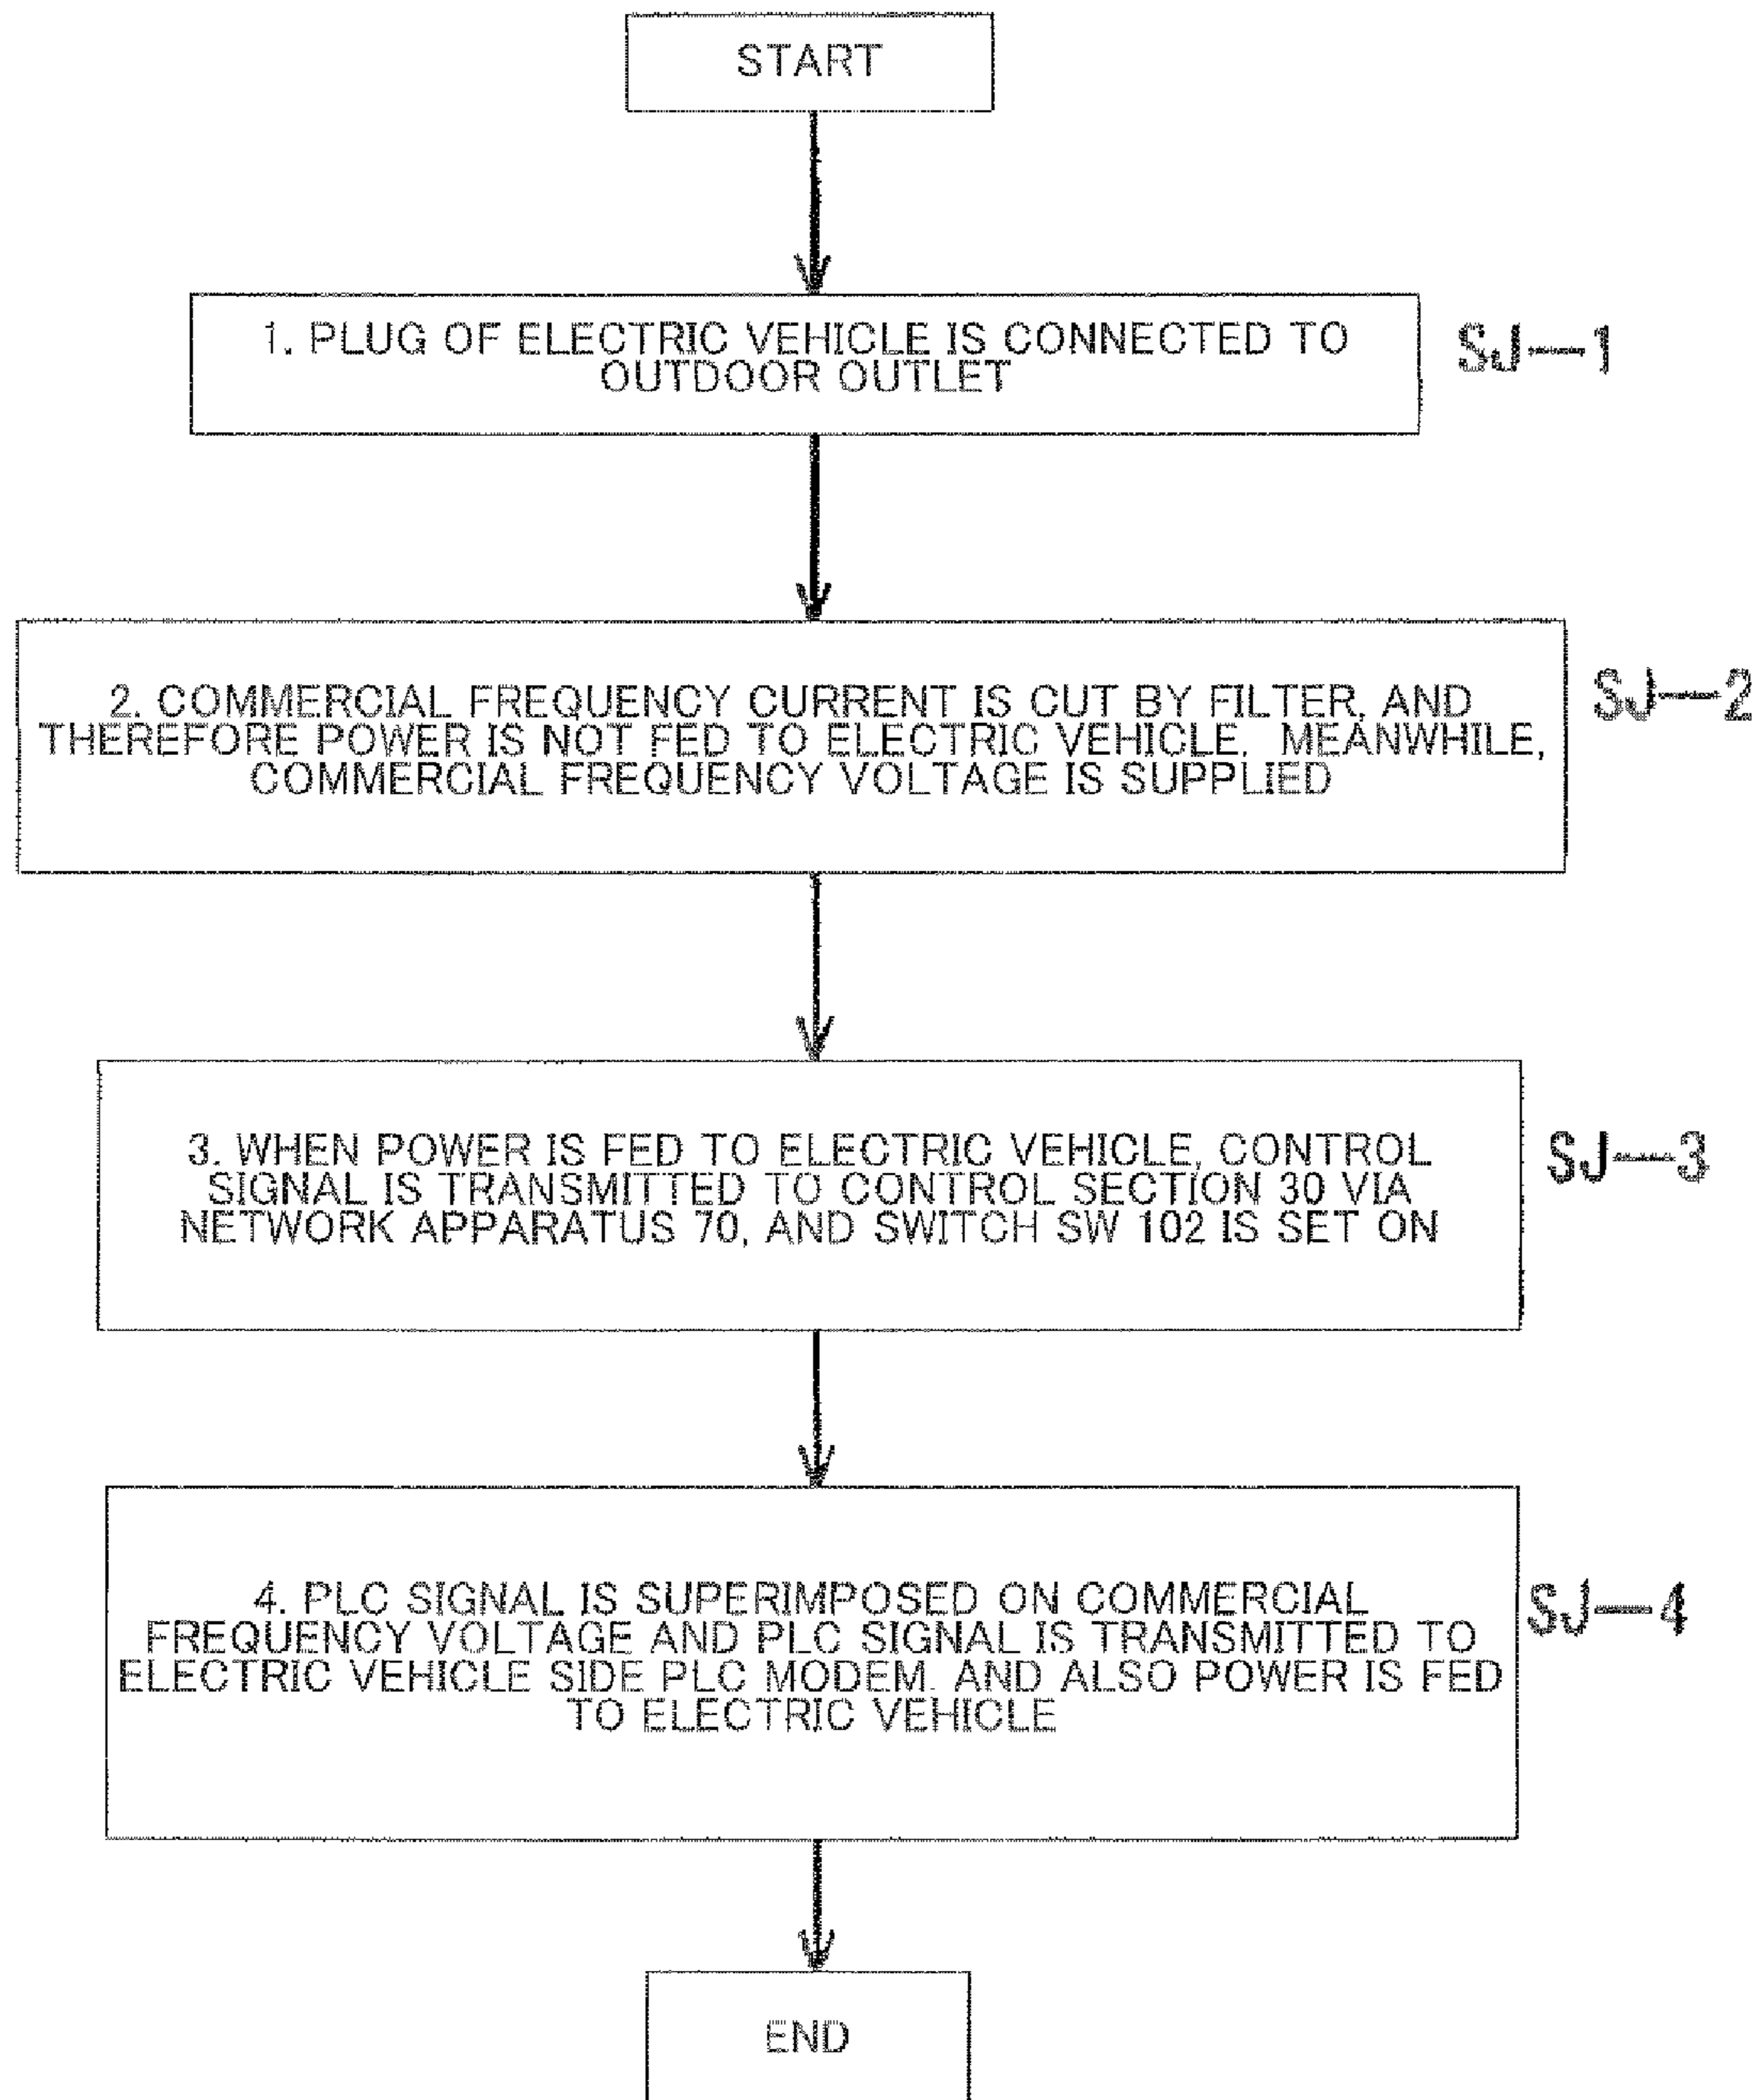 START
1. PLUG OF ELECTRIC VEHICLE IS CONNECTED TO
OUTDOOR OUTLET
SJ—1
2. COMMERCIAL FREQUENCY CURRENT IS CUT BY FILTER, AND
THEREFORE POWER IS NOT FED TO ELECTRIC VEHICLE. MEANWHILE,
COMMERCIAL FREQUENCY VOLTAGE IS SUPPLIED
SJ—2
3. WHEN POWER IS FED TO ELECTRIC VEHICLE, CONTROL
SIGNAL IS TRANSMITTED TO CONTROL SECTION 30 VIA
NETWORK APPARATUS 70, AND SWITCH SW 102 IS SET ON
SJ—3
4. PLC SIGNAL IS SUPERIMPOSED ON COMMERCIAL
FREQUENCY VOLTAGE AND PLC SIGNAL IS TRANSMITTED TO
ELECTRIC VEHICLE SIDE PLC MODEM. AND ALSO POWER IS FED
TO ELECTRIC VEHICLE
SJ—4
END